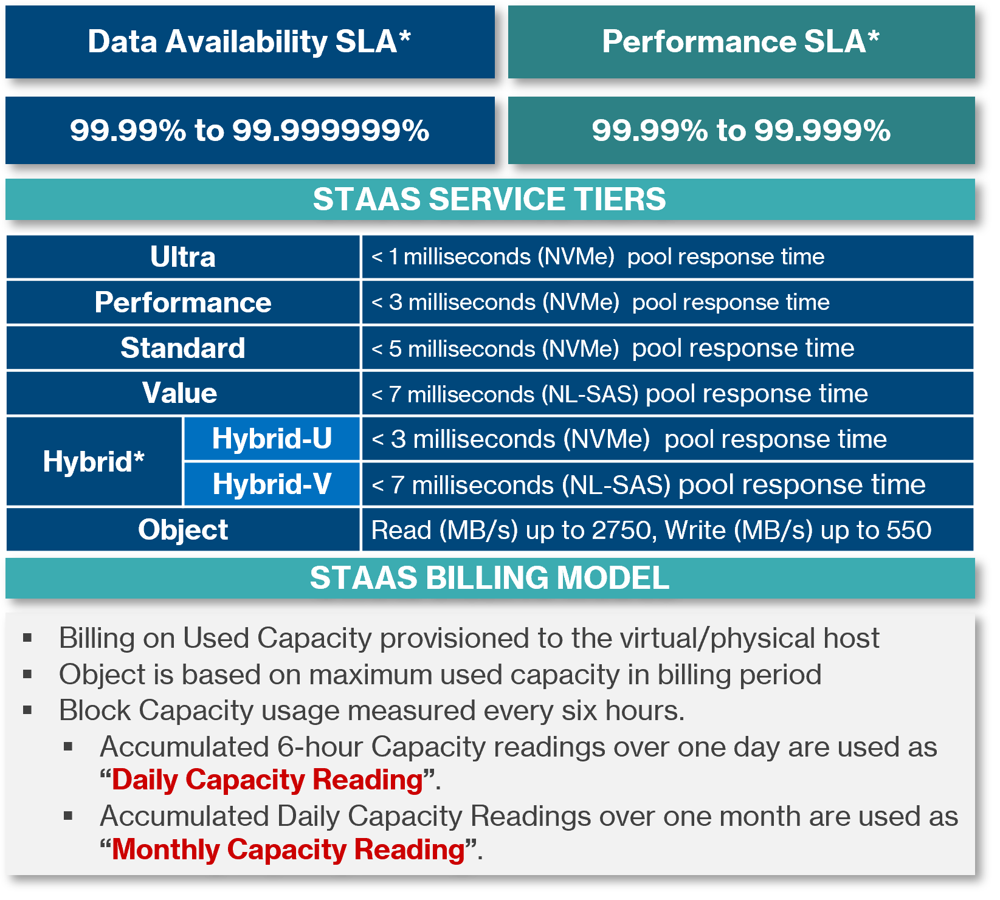 Data Availability SLA*
Performance SLA*
99.99% to 99.999999%
99.99% to 99.999%
STAAS SERVICE TIERS
Ultra
< 1 milliseconds (NVMe) pool response time
Performance
< 3 milliseconds (NVMe) pool response time
Standard
< 5 milliseconds (NVMe) pool response time
Value
< 7 milliseconds (NL-SAS) pool response time
Hybrid*
Hybrid-U
< 3 milliseconds (NVMe) pool response time
Hybrid-V
< 7 milliseconds (NL-SAS) pool response time
Object
Read (MB/s) up to 2750, Write (MB/s) up to 550
STAAS BILLING MODEL
▪ Billing on Used Capacity provisioned to the virtual/physical host
▪ Object is based on maximum used capacity in billing period
▪ Block Capacity usage measured every six hours.
▪ Accumulated 6-hour Capacity readings over one day are used as
“Daily Capacity Reading”.
▪ Accumulated Daily Capacity Readings over one month are used as
“Monthly Capacity Reading”.